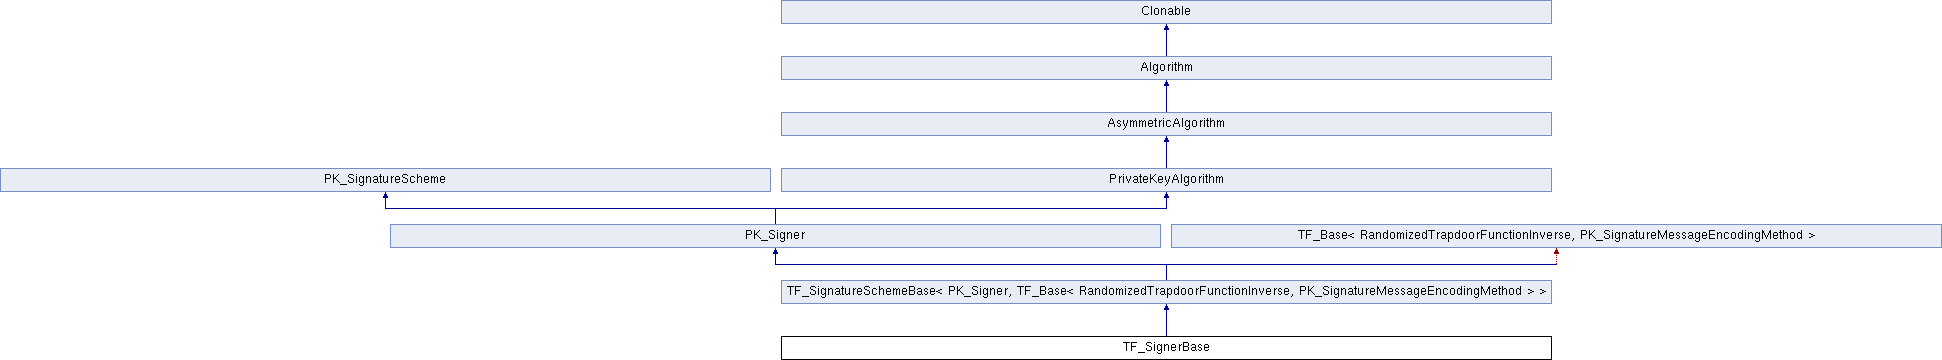 Clonable
Algorithm
AsymmetricAlgorithm
PK_SignatureScheme
PrivateKeyAlgorithm
PK_Signer
TF_Base< RandomizedTrapdoorFunctionInverse, PK_SignatureMessageEncodingMethod >
TF_SignatureSchemeBase< PK_Signer, TF_Base< RandomizedTrapdoorFunctionInverse, PK_SignatureMessageEncodingMethod > >
TF_SignerBase